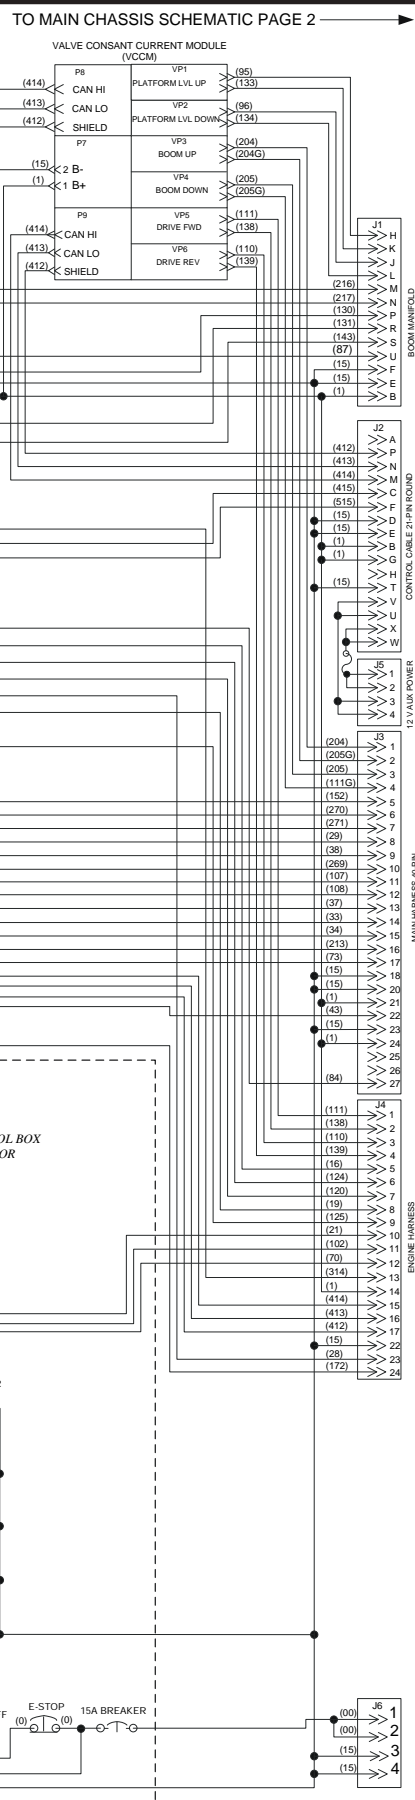 TO MAIN CHASSIS SCHEMATIC PAGE 2
VALVE CONSANT CURRENT MODULE
(VCCM)
P8
(414) CAN HI
(413) CAN LO
(412) SHIELD
P7
(15) 2 B-
(1) 1 B+
P9
(414) CAN HI
(413) CAN LO
(412) SHIELD
VP1
PLATFORM LVL UP
(95)
(133)
VP2
PLATFORM LVL DOWN
(96)
(134)
VP3
BOOM UP
(204)
(204G)
VP4
BOOM DOWN
(205)
(205G)
VP5
DRIVE FWD
(111)
(138)
VP6
DRIVE REV
(110)
(139)
J1
H
K
J
L
(216) M
(217) N
(130) P
(131) R
(143) S
(87) U
(15) F
(15) E
(1) B
BOOM MANIFOLD
J2
A
(412) P
(413) N
(414) M
(415) C
(515) F
(15) D
(15) E
(1) B
(1) G
H
(15) T
V
U
X
W
CONTROL CABLE 21-PIN ROUND
J5
1
2
3
4
12 V AUX POWER
J3
(204) 1
(205G) 2
(205) 3
(111G) 4
(152) 5
(270) 6
(271) 7
(29) 8
(38) 9
(269) 10
(107) 11
(108) 12
(37) 13
(33) 14
(34) 15
(213) 16
(73) 17
(15) 18
(15) 20
(1) 21
(43) 22
(15) 23
(1) 24
25
26
(84) 27
J4
(111) 1
(138) 2
(110) 3
(139) 4
(16) 5
(124) 6
(120) 7
(19) 8
(125) 9
(21) 10
(102) 11
(70) 12
(314) 13
(1) 14
(414) 15
(413) 16
(412) 17
(15) 22
(28) 23
(172) 24
ENGINE HARNESS
OL BOX
OR
E-STOP
(0) (0)
15A BREAKER
J6
(00) 1
(00) 2
(15) 3
(15) 4